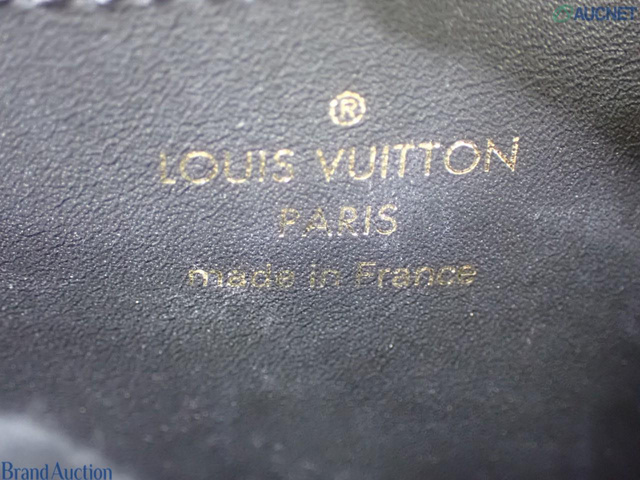 AUCNET
®
LOUIS VUITTON
PARIS
made in France
Brand Auction